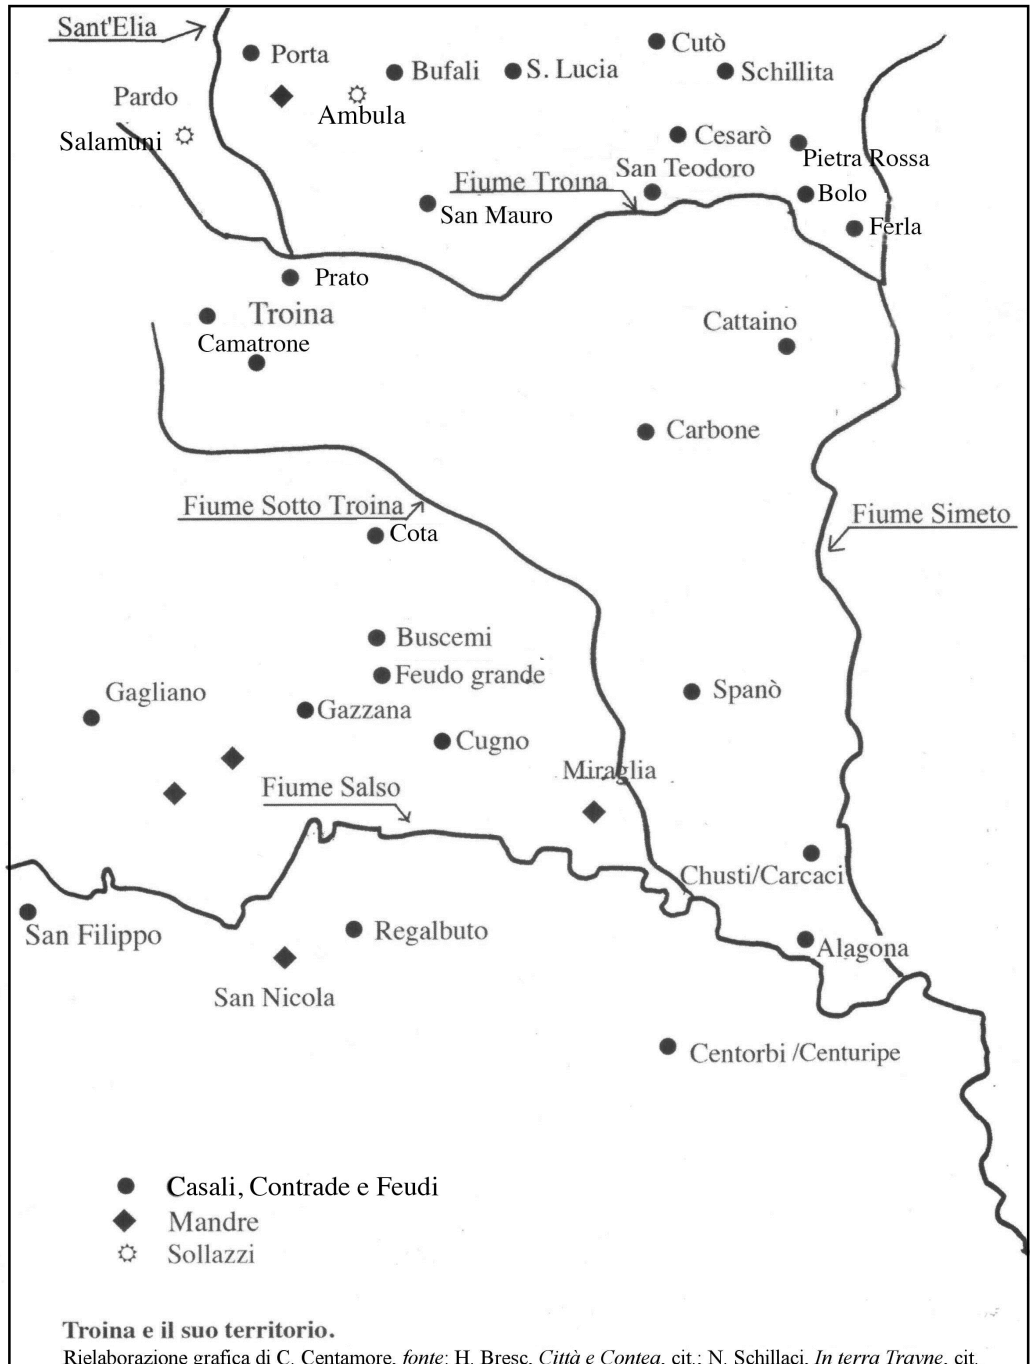 Sant'Elia
Porta
Bufali
S. Lucia
Cutò
Schillita
Pardo
Ambula
Salamuni
Cesarò
Pietra Rossa
San Teodoro
Fiume Troina
Bolo
San Mauro
Ferla
Prato
Troina
Cattaino
Camatrone
Carbone
Fiume Sotto Troina
Fiume Simeto
Cota
Buscemi
Feudo grande
Gagliano
Spanò
Gazzana
Cugno
Miraglia
Fiume Salso
Chusti/Carcaci
San Filippo
Regalbuto
Alagona
San Nicola
Centorbi /Centuripe
Casali, Contrade e Feudi
Mandre
Sollazzi
Troina e il suo territorio.
Rielaborazione grafica di C. Centamore, fonte: H. Bresc, Città e Contea, cit.; N. Schillaci, In terra Trayne, cit.